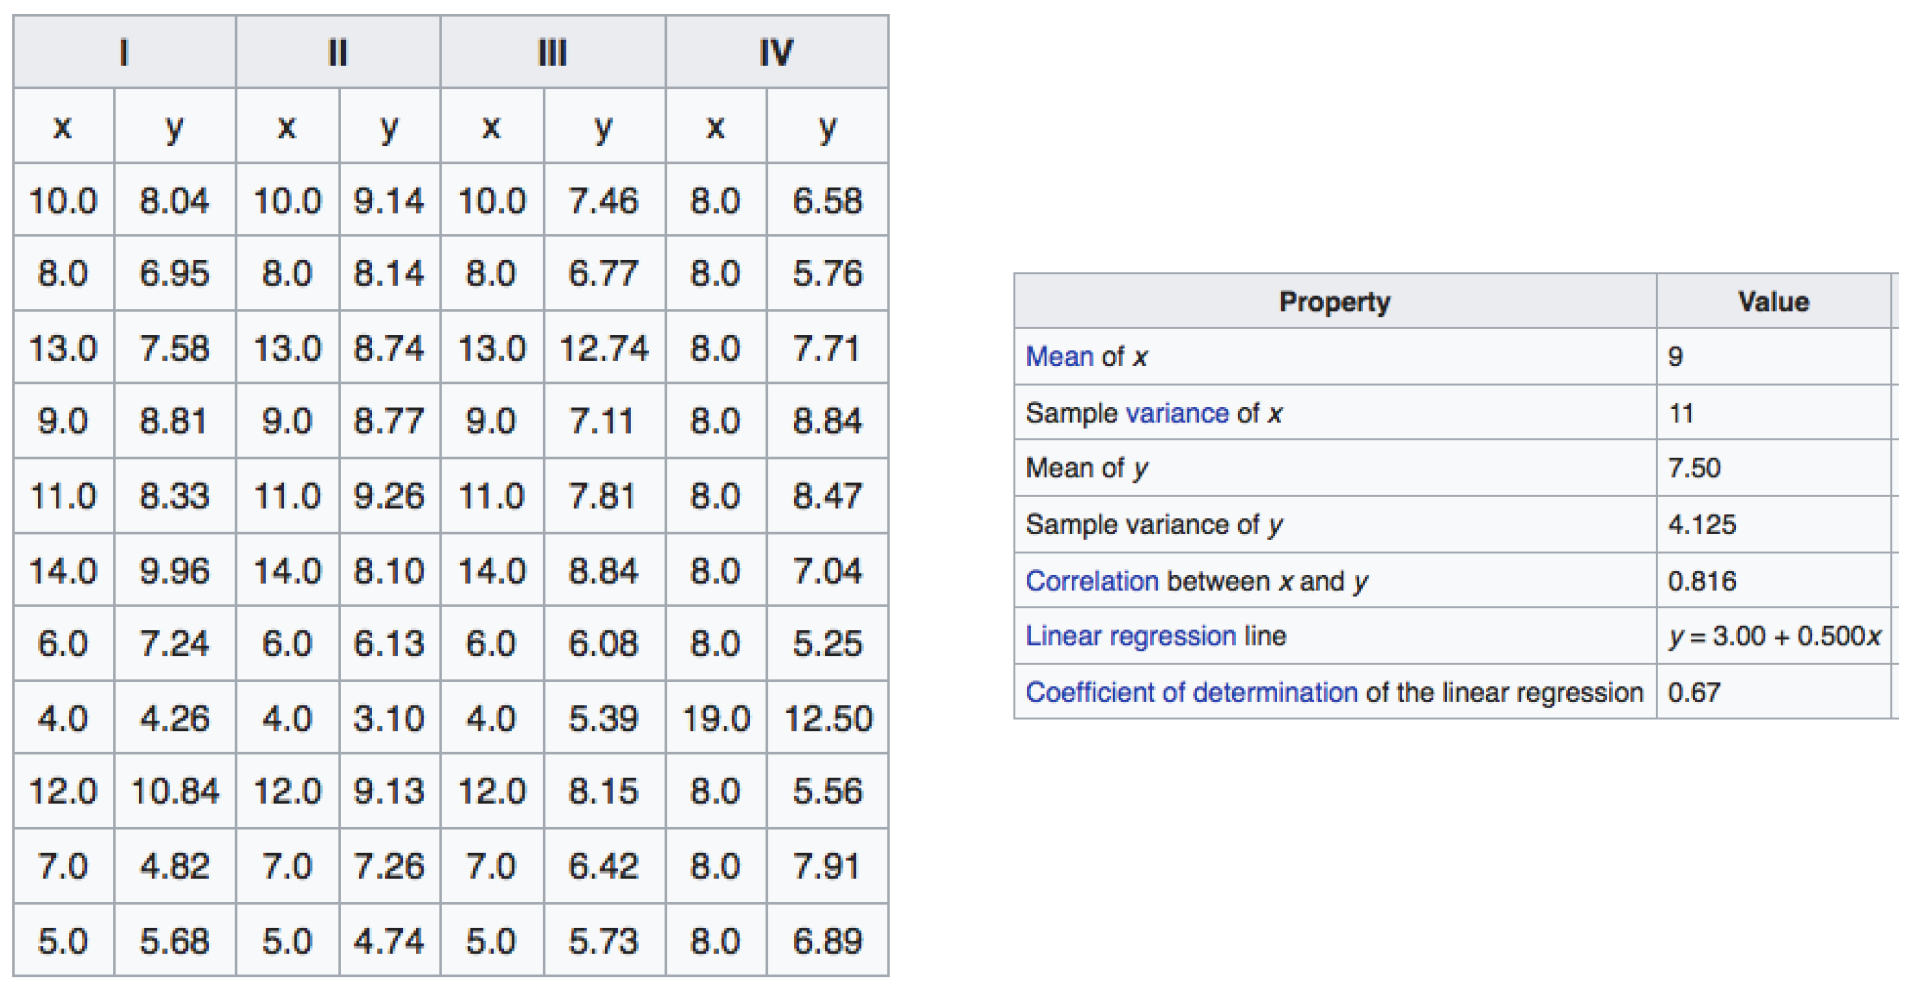 I II III IV
x y x y x y x y
10.0 8.04 10.0 9.14 10.0 7.46 8.0 6.58
8.0 6.95 8.0 8.14 8.0 6.77 8.0 5.76
13.0 7.58 13.0 8.74 13.0 12.74 8.0 7.71
9.0 8.81 9.0 8.77 9.0 7.11 8.0 8.84
11.0 8.33 11.0 9.26 11.0 7.81 8.0 8.47
14.0 9.96 14.0 8.10 14.0 8.84 8.0 7.04
6.0 7.24 6.0 6.13 6.0 6.08 8.0 5.25
4.0 4.26 4.0 3.10 4.0 5.39 19.0 12.50
12.0 10.84 12.0 9.13 12.0 8.15 8.0 5.56
7.0 4.82 7.0 7.26 7.0 6.42 8.0 7.91
5.0 5.68 5.0 4.74 5.0 5.73 8.0 6.89
Property Value
Mean of x 9
Sample variance of x 11
Mean of y 7.50
Sample variance of y 4.125
Correlation between x and y 0.816
Linear regression line y = 3.00 + 0.500x
Coefficient of determination of the linear regression 0.67